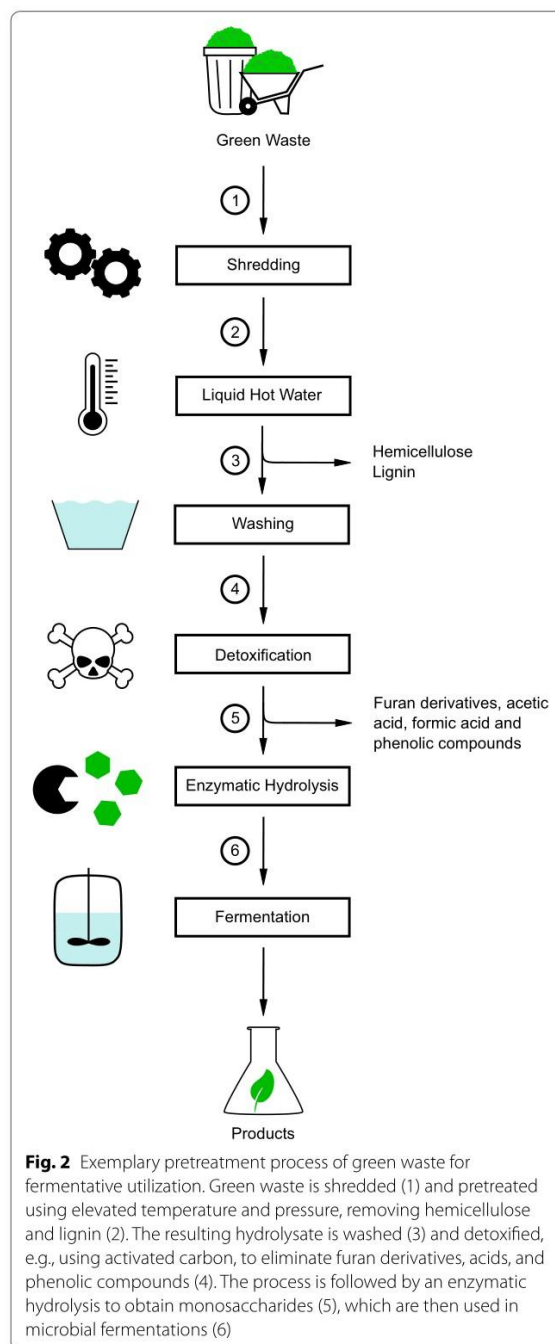 Green Waste
1
Shredding
2
Liquid Hot Water
3
Hemicellulose
Lignin
Washing
4
Detoxification
5
Furan derivatives, acetic
acid, formic acid and
phenolic compounds
Enzymatic Hydrolysis
6
Fermentation
Products
Fig. 2 Exemplary pretreatment process of green waste for
fermentative utilization. Green waste is shredded (1) and pretreated
using elevated temperature and pressure, removing hemicellulose
and lignin (2). The resulting hydrolysate is washed (3) and detoxified,
e.g., using activated carbon, to eliminate furan derivatives, acids, and
phenolic compounds (4). The process is followed by an enzymatic
hydrolysis to obtain monosaccharides (5), which are then used in
microbial fermentations (6)